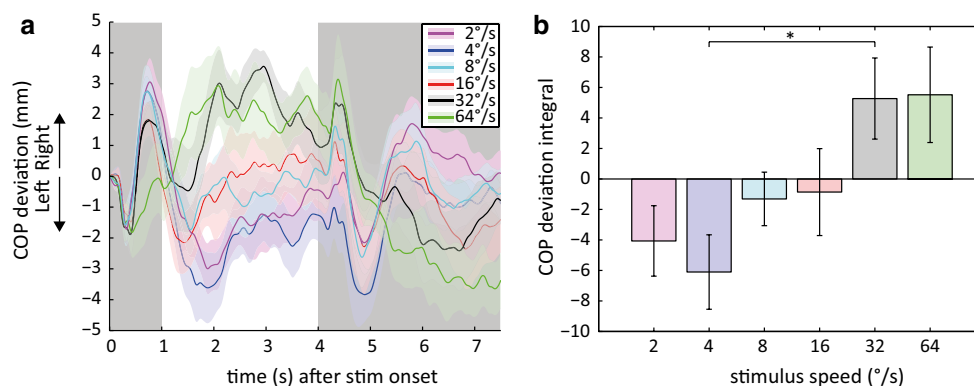 a
COP deviation (mm)
Left Right
5
4
3
2
1
0
−1
−2
−3
−4
−5
0 1 2 3 4 5 6 7
time (s) after stim onset
2°/s
4°/s
8°/s
16°/s
32°/s
64°/s
b
COP deviation integral
10
8
6
4
2
0
−2
−4
−6
−8
−10
*
2 4 8 16 32 64
stimulus speed (°/s)